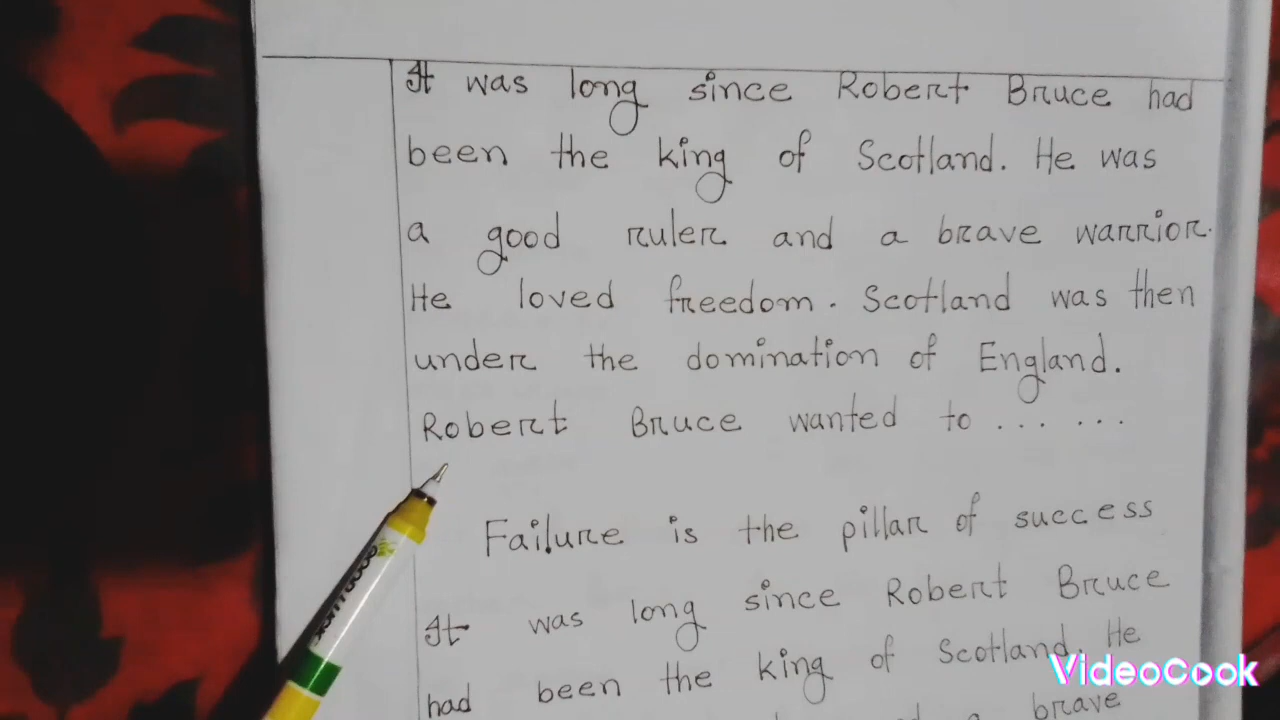 It was long since Robert Bruce had
been the king of Scotland. He was
a good ruler and a brave warrior.
He loved freedom. Scotland was then
under the domination of England.
Robert Bruce wanted to . . . . . .
Failure is the pillar of success
It was long since Robert Bruce
had been the king of Scotland. He
a brave
VideoCook